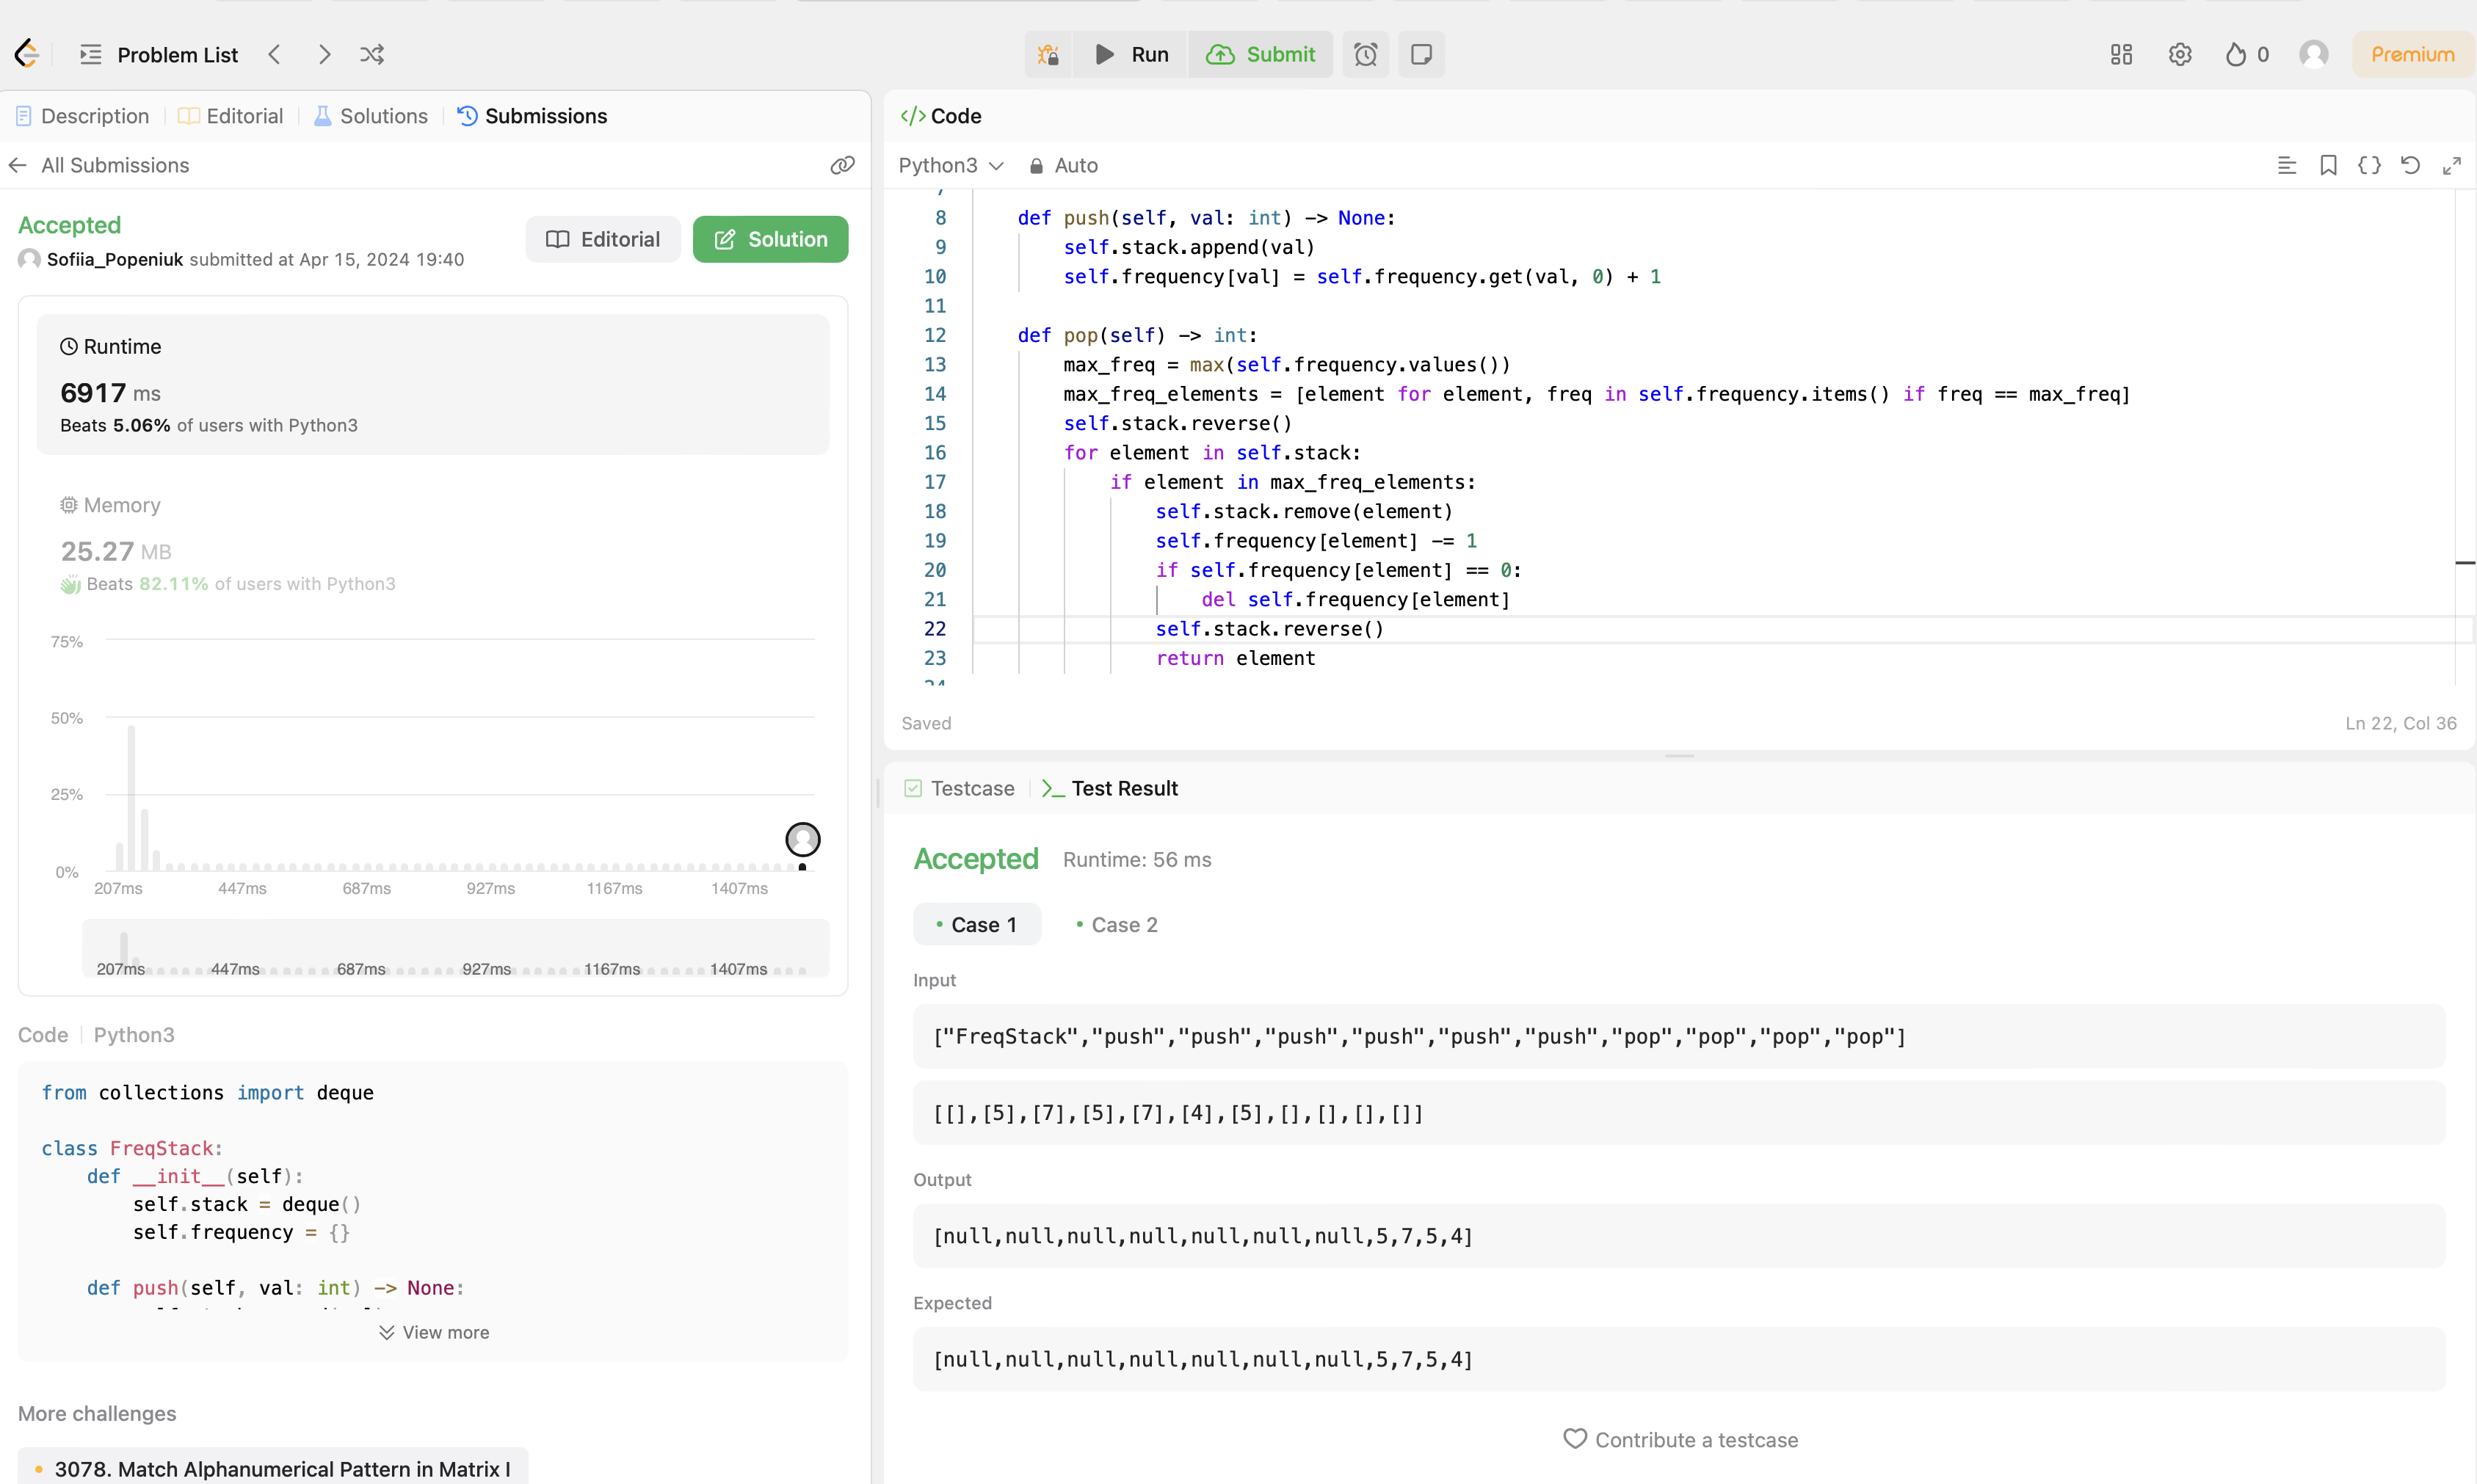 Problem List
Run
Submit
0
Premium
Description
Editorial
Solutions
Submissions
All Submissions
Accepted
Sofiia_Popeniuk submitted at Apr 15, 2024 19:40
Editorial
Solution
Runtime
6917 ms
Beats 5.06% of users with Python3
Memory
25.27 MB
Beats 82.11% of users with Python3
75%
50%
25%
0%
207ms 447ms 687ms 927ms 1167ms 1407ms
207ms 447ms 687ms 927ms 1167ms 1407ms
Code Python3
from collections import deque
class FreqStack:
    def __init__(self):
        self.stack = deque()
        self.frequency = {}
    def push(self, val: int) -> None:
View more
More challenges
3078. Match Alphanumerical Pattern in Matrix I
</> Code
Python3
Auto
8 def push(self, val: int) -> None:
9 self.stack.append(val)
10 self.frequency[val] = self.frequency.get(val, 0) + 1
11
12 def pop(self) -> int:
13 max_freq = max(self.frequency.values())
14 max_freq_elements = [element for element, freq in self.frequency.items() if freq == max_freq]
15 self.stack.reverse()
16 for element in self.stack:
17 if element in max_freq_elements:
18 self.stack.remove(element)
19 self.frequency[element] -= 1
20 if self.frequency[element] == 0:
21 del self.frequency[element]
22 self.stack.reverse()
23 return element
Saved
Ln 22, Col 36
Testcase
Test Result
Accepted Runtime: 56 ms
Case 1
Case 2
Input
["FreqStack","push","push","push","push","push","push","pop","pop","pop","pop"]
[[],[5],[7],[5],[7],[4],[5],[],[],[],[]]
Output
[null,null,null,null,null,null,null,5,7,5,4]
Expected
[null,null,null,null,null,null,null,5,7,5,4]
Contribute a testcase